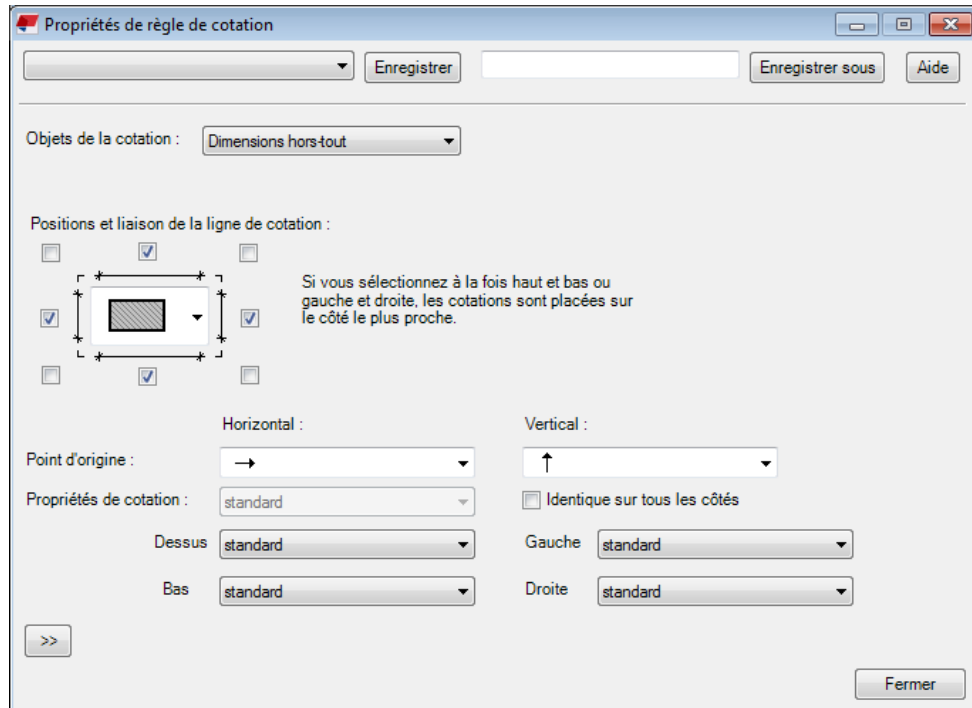 Propriétés de règle de cotation
Enregistrer Enregistrer sous Aide
Objets de la cotation : Dimensions hors-tout
Positions et liaison de la ligne de cotation :
Si vous sélectionnez à la fois haut et bas ou
gauche et droite, les cotations sont placées sur
le côté le plus proche.
Horizontal : Vertical :
Point d'origine :
Propriétés de cotation : standard Identique sur tous les côtés
Dessus standard Gauche standard
Bas standard Droite standard
>>
Fermer